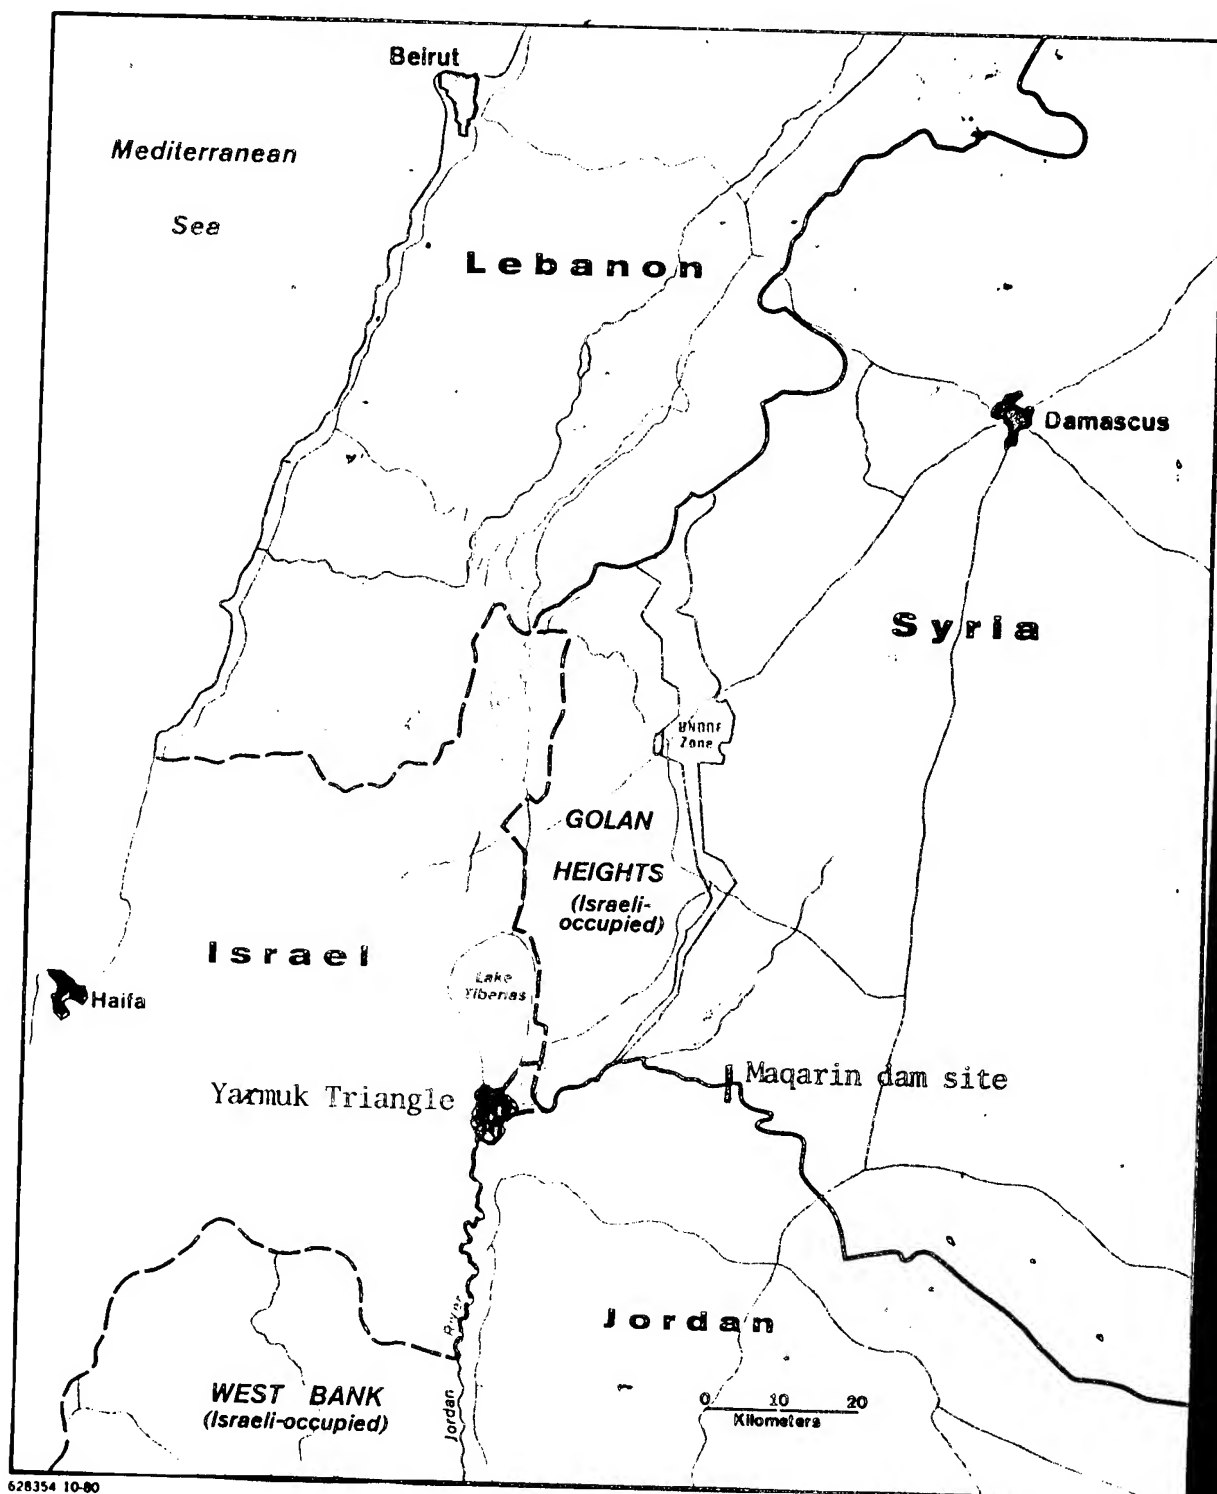 Beirut
Mediterranean
Sea
Lebanon
Damascus
Syria
UNDOF
Zone
GOLAN
HEIGHTS
(Israeli-
occupied)
Israel
Lake
Tiberias
Haifa
Maqarin dam site
Yarmuk Triangle
Jordan
River
Jordan
WEST BANK
(Israeli-occupied)
0 10 20
Kilometers
628354 10-80